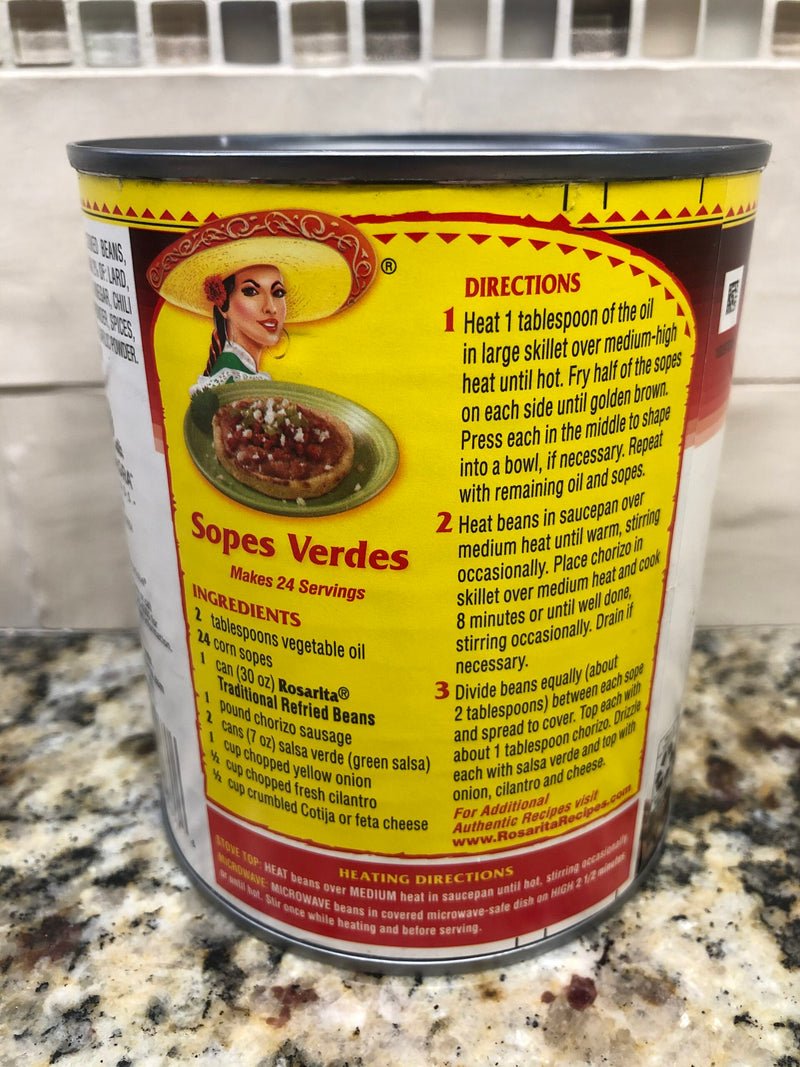 BEANS,
OF: LARD,
CHILI
SPICES,
POWDER.
®
Sopes Verdes
Makes 24 Servings
INGREDIENTS
2 tablespoons vegetable oil
24 corn sopes
1 can (30 oz) Rosarita®
Traditional Refried Beans
1 pound chorizo sausage
2 cans (7 oz) salsa verde (green salsa)
1 cup chopped yellow onion
½ cup chopped fresh cilantro
½ cup crumbled Cotija or feta cheese
DIRECTIONS
1 Heat 1 tablespoon of the oil
in large skillet over medium-high
heat until hot. Fry half of the sopes
on each side until golden brown.
Press each in the middle to shape
into a bowl, if necessary. Repeat
with remaining oil and sopes.
2 Heat beans in saucepan over
medium heat until warm, stirring
occasionally. Place chorizo in
skillet over medium heat and cook
8 minutes or until well done,
stirring occasionally. Drain if
necessary.
3 Divide beans equally (about
2 tablespoons) between each sope
and spread to cover. Top each with
about 1 tablespoon chorizo. Drizzle
each with salsa verde and top with
onion, cilantro and cheese.
For Additional
Authentic Recipes visit
www.RosaritaRecipes.com
HEATING DIRECTIONS
STOVE TOP: HEAT beans over MEDIUM heat in saucepan until hot, stirring occasionally.
MICROWAVE: MICROWAVE beans in covered microwave-safe dish on HIGH 2 1/2 minutes
or until hot. Stir once while heating and before serving.